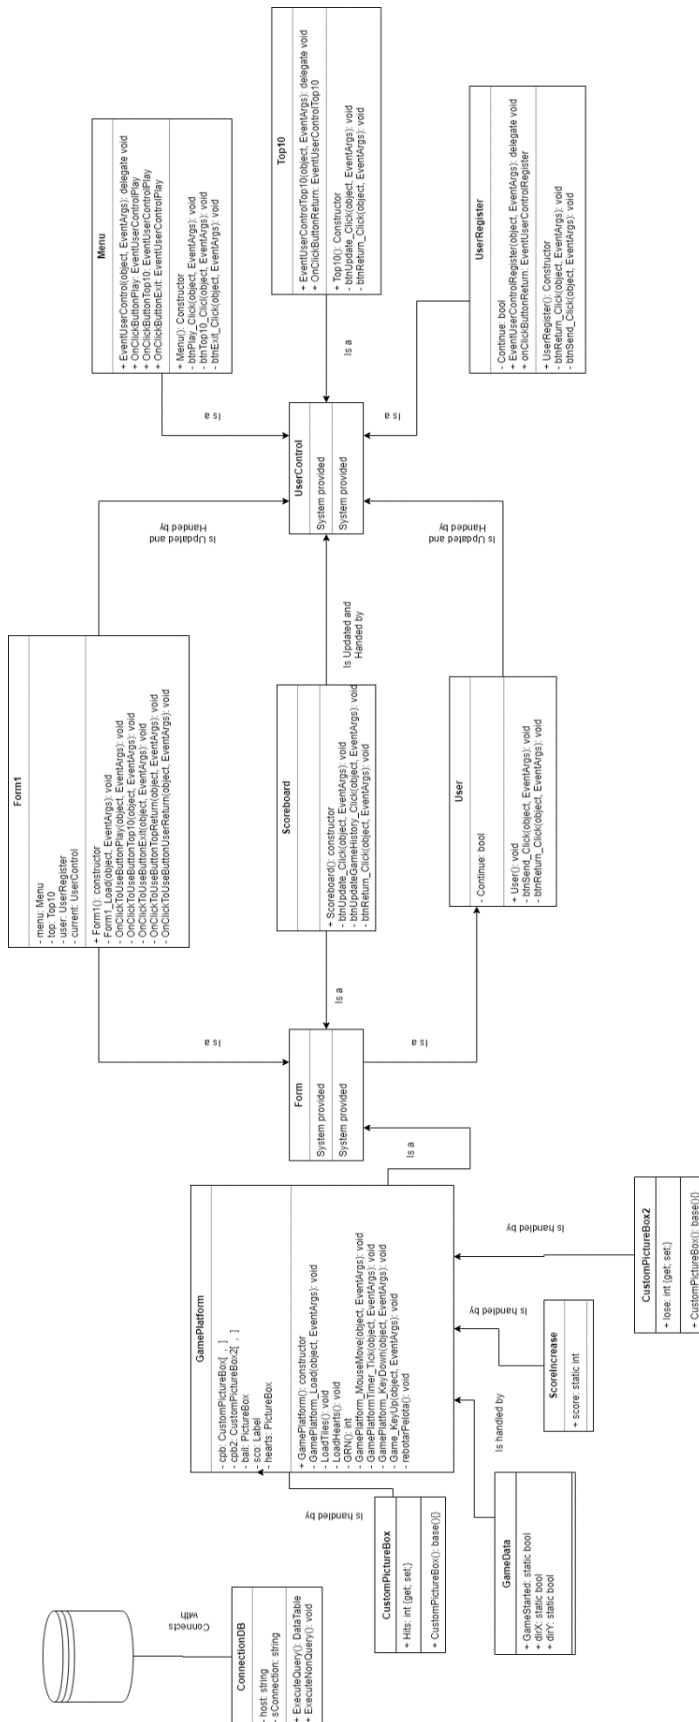 Menu
+ EventUserControl(object, EventArgs): delegate void
+ OnClickButtonPlay: EventUserControlPlay
+ OnClickButtonTop10: EventUserControlPlay
+ OnClickButtonExit: EventUserControlPlay
+ Menu(): Constructor
- btnPlay_Click(object, EventArgs): void
- btnTop10_Clicl(object, EventArgs): void
- btnExit_Click(object, EventArgs): void
Top10
+ EventUserControlTop10(object, EventArgs): delegate void
+ OnClickButtonReturn: EventUserControlTop10
+ Top10(): Constructor
- btnUpdate_Click(object, EventArgs): void
- btnReturn_Click(object, EventArgs): void
UserRegister
- Continue: bool
+ EventUserControlRegister(object, EventArgs): delegate void
+ onClickButtonReturn: EventUserControlRegister
+ UserRegister(): Constructor
- btnReturn_Click(object, EventArgs): void
- btnSend_Click(object, EventArgs): void
Is a
Is a
Is a
UserControl
System provided
System provided
Is Updated and
Handed by
Is Updated and
Handed by
Is Updated and
Handed by
Form1
- menu: Menu
- top: Top10
- user: UserRegister
- current: UserControl
+ Form1(): constructor
- Form1_Load(object, EventArgs): void
- OnClickToUseButtonPlay(object, EventArgs): void
- OnClickToUseButtonTop10(object, EventArgs): void
- OnClickToUseButtonExit(object, EventArgs): void
- OnClickToUseButtonTopReturn(object, EventArgs): void
- OnClickToUseButtonUserReturn(object, EventArgs): void
Scoreboard
+ Scoreboard(): constructor
- btnUpdate_Click(object, EventArgs): void
- btnUpdateGameHistory_Click(object, EventArgs): void
- btnReturn_Click(object, EventArgs): void
User
- Continue: bool
+ User(): void
- btnSend_Click(object, EventArgs): void
- btnReturn_Click(object, EventArgs): void
Is a
Is a
Is a
Form
System provided
System provided
Is a
GamePlatform
- cpb: CustomPictureBox[ , ]
- cpb2: CustomPictureBox2[ , ]
- ball: PictureBox
- sco: Label
- hearts: PictureBox
+ GamePlatform(): constructor
- GamePlatform_Load(object, EventArgs): void
- LoadTiles(): void
- LoadHearts(): void
- GRN(): int
- GamePlatform_MouseMove(object, EventArgs): void
- GamePlatformTimer_Tick(object, EventArgs): void
- GamePlatform_KeyDown(object, EventArgs): void
- Game_KeyUp(object, EventArgs): void
- rebotarPelota(): void
Is handled by
Is handled by
Is handled by
Is handled by
CustomPictureBox
+ Hits: int {get; set;}
+ CustomPictureBox(): base(){}
GameData
+ GameStarted: static bool
+ dirX: static bool
+ dirY: static bool
ScoreIncrease
+ score: static int
CustomPictureBox2
+ lose: int {get; set;}
+ CustomPictureBox(): base(){}
Connects
with
ConnectionDB
- host: string
- sConnection: string
+ ExecuteQuery(): DataTable
+ ExecuteNonQuery(): void